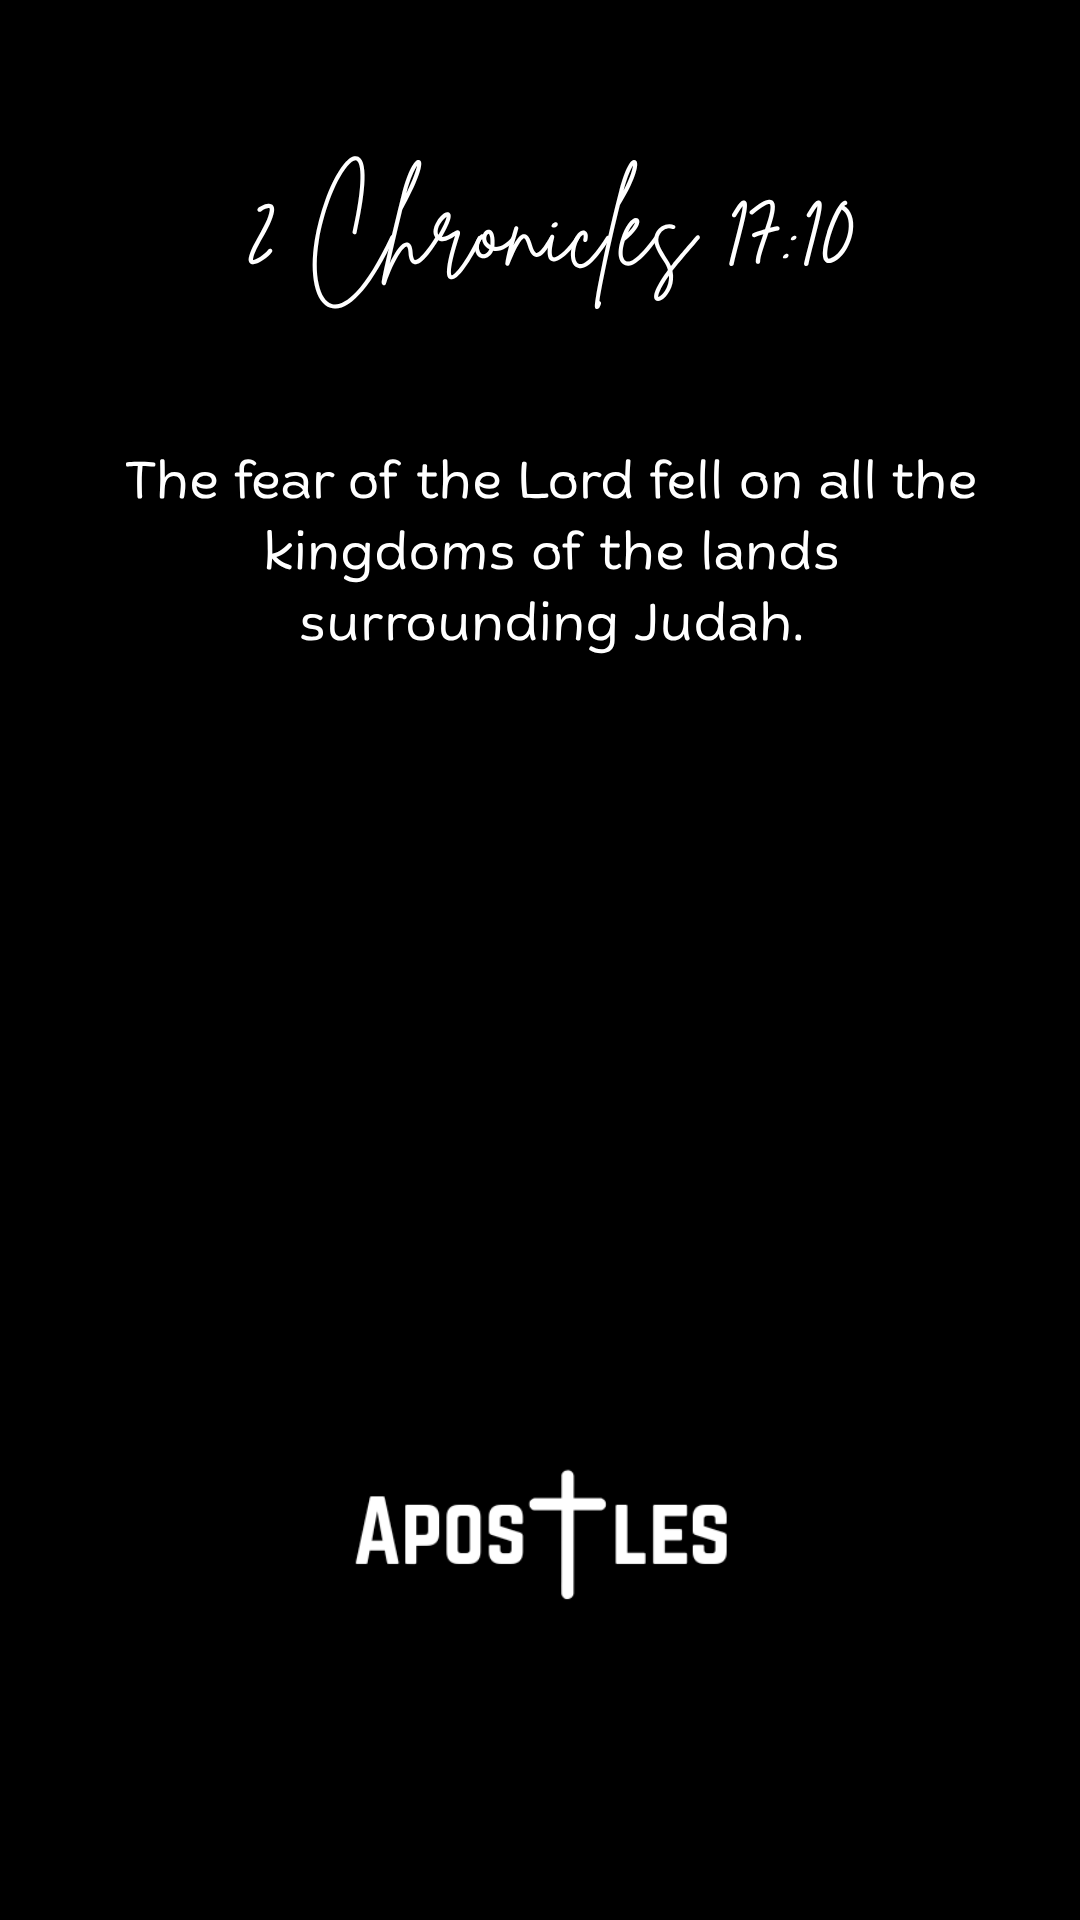 2 Chronicles 17:10
The fear of the Lord fell on all the
kingdoms of the lands
surrounding Judah.
APOSTLES